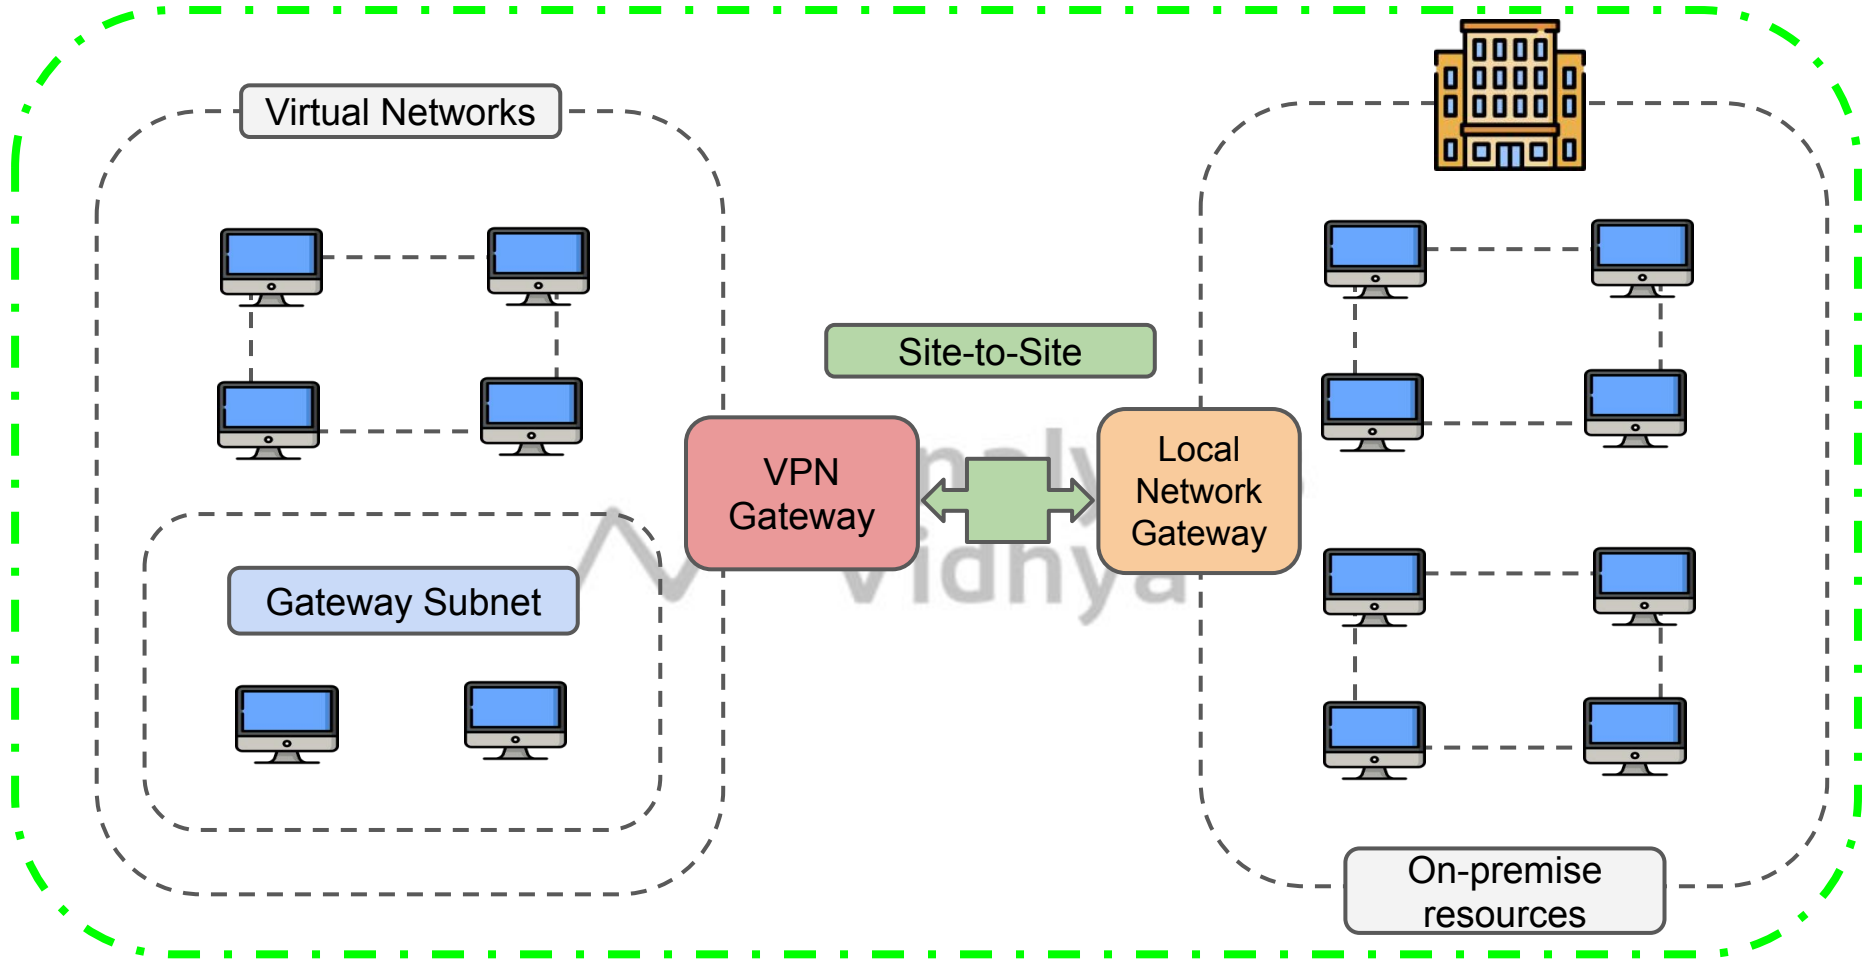 Virtual Networks
Site-to-Site
VPN
Gateway
Local
Network
Gateway
Gateway Subnet
On-premise
resources